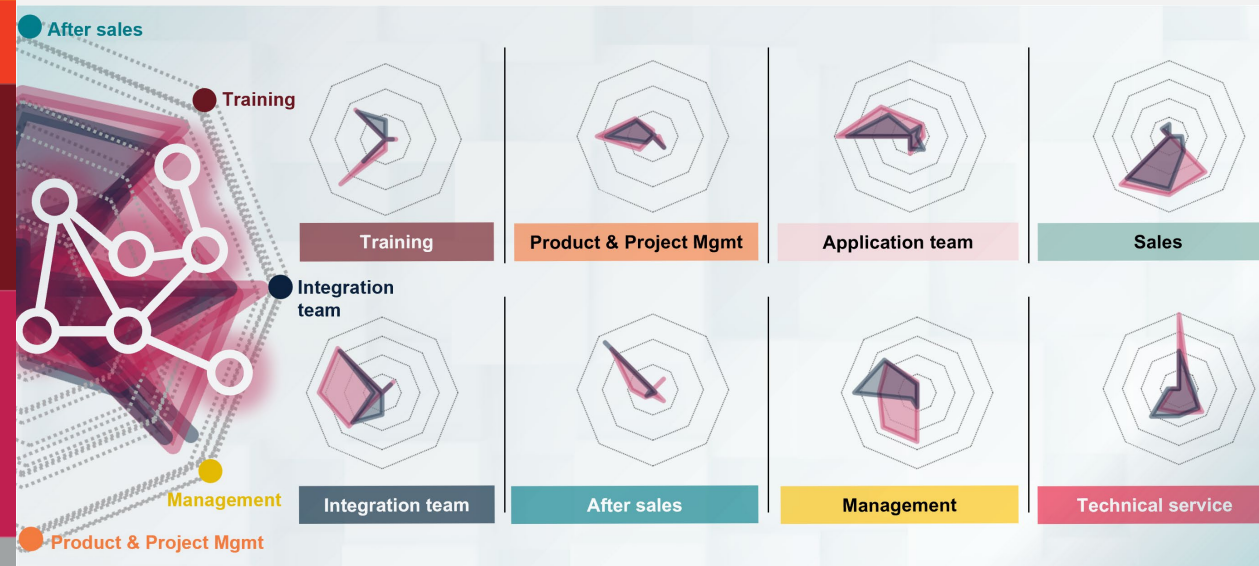 After sales
Training
Integration
team
Management
Product & Project Mgmt
Training
Product & Project Mgmt
Application team
Sales
Integration team
After sales
Management
Technical service